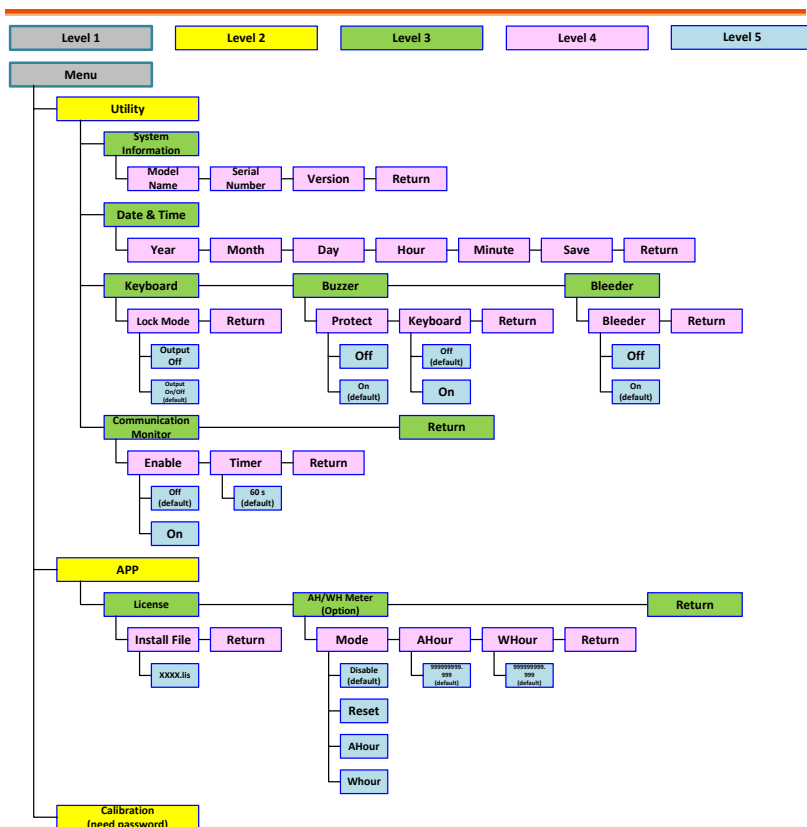 Level 1
Level 2
Level 3
Level 4
Level 5
Menu
Utility
System
Information
Model
Name
Serial
Number
Version
Return
Date & Time
Year
Month
Day
Hour
Minute
Save
Return
Keyboard
Buzzer
Bleeder
Lock Mode
Return
Protect
Keyboard
Return
Bleeder
Return
Output
Off
Off
Off
(default)
Off
Output
On/Off
(default)
On
(default)
On
On
(default)
Communication
Monitor
Return
Enable
Timer
Return
Off
(default)
60 s
(default)
On
APP
License
AH/WH Meter
(Option)
Return
Install File
Return
Mode
AHour
WHour
Return
XXXX.lis
Disable
(default)
999999999.
999
(default)
999999999.
999
(default)
Reset
AHour
Whour
Calibration
(need password)